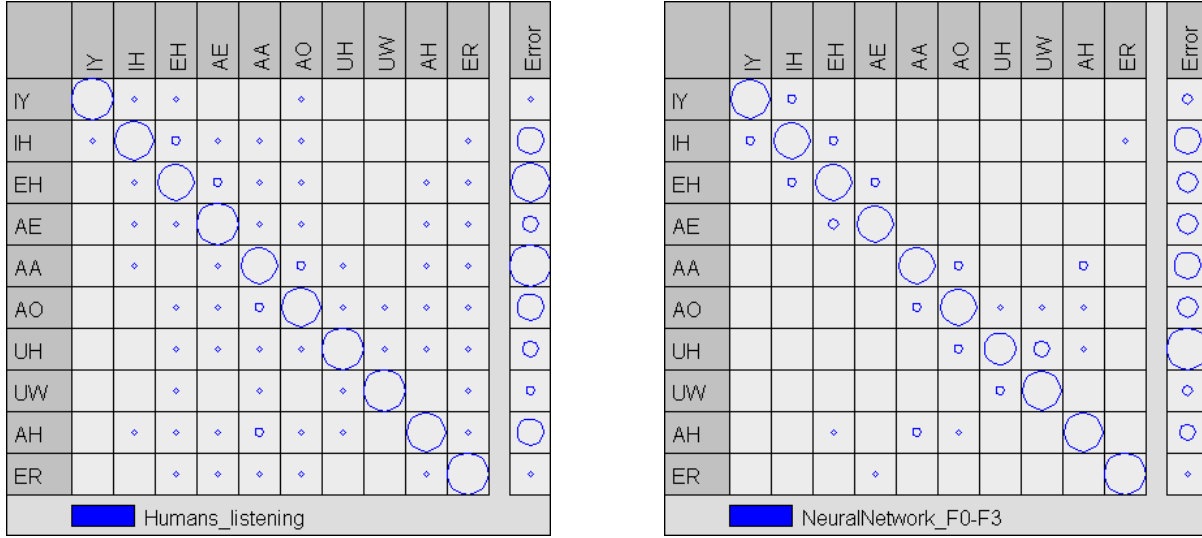 IY IH EH AE AA AO UH UW AH ER Error
IY
IH
EH
AE
AA
AO
UH
UW
AH
ER
Humans_listening
IY IH EH AE AA AO UH UW AH ER Error
IY
IH
EH
AE
AA
AO
UH
UW
AH
ER
NeuralNetwork_F0-F3